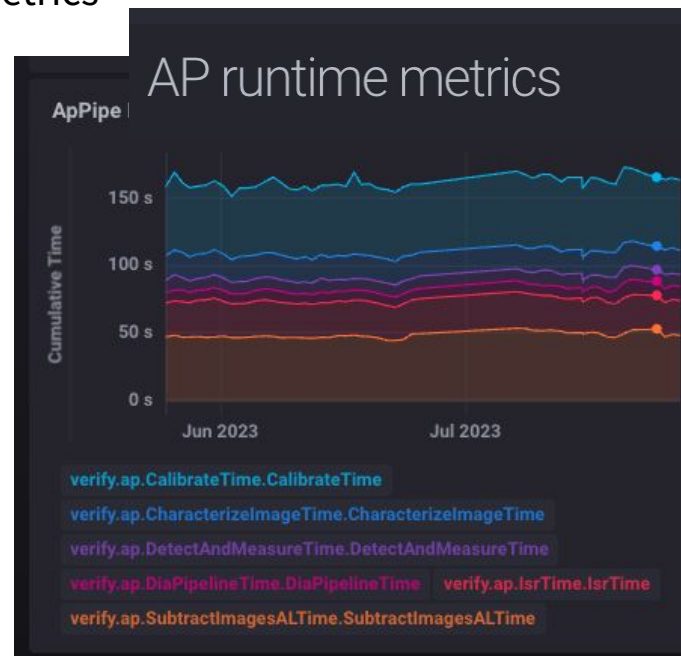 AP runtime metrics
ApPipe
150 s
100 s
50 s
0 s
Cumulative Time
Jun 2023 Jul 2023
verify.ap.CalibrateTime.CalibrateTime
verify.ap.CharacterizeImageTime.CharacterizeImageTime
verify.ap.DetectAndMeasureTime.DetectAndMeasureTime
verify.ap.DiaPipelineTime.DiaPipelineTime verify.ap.IsrTime.IsrTime
verify.ap.SubtractImagesALTime.SubtractImagesALTime